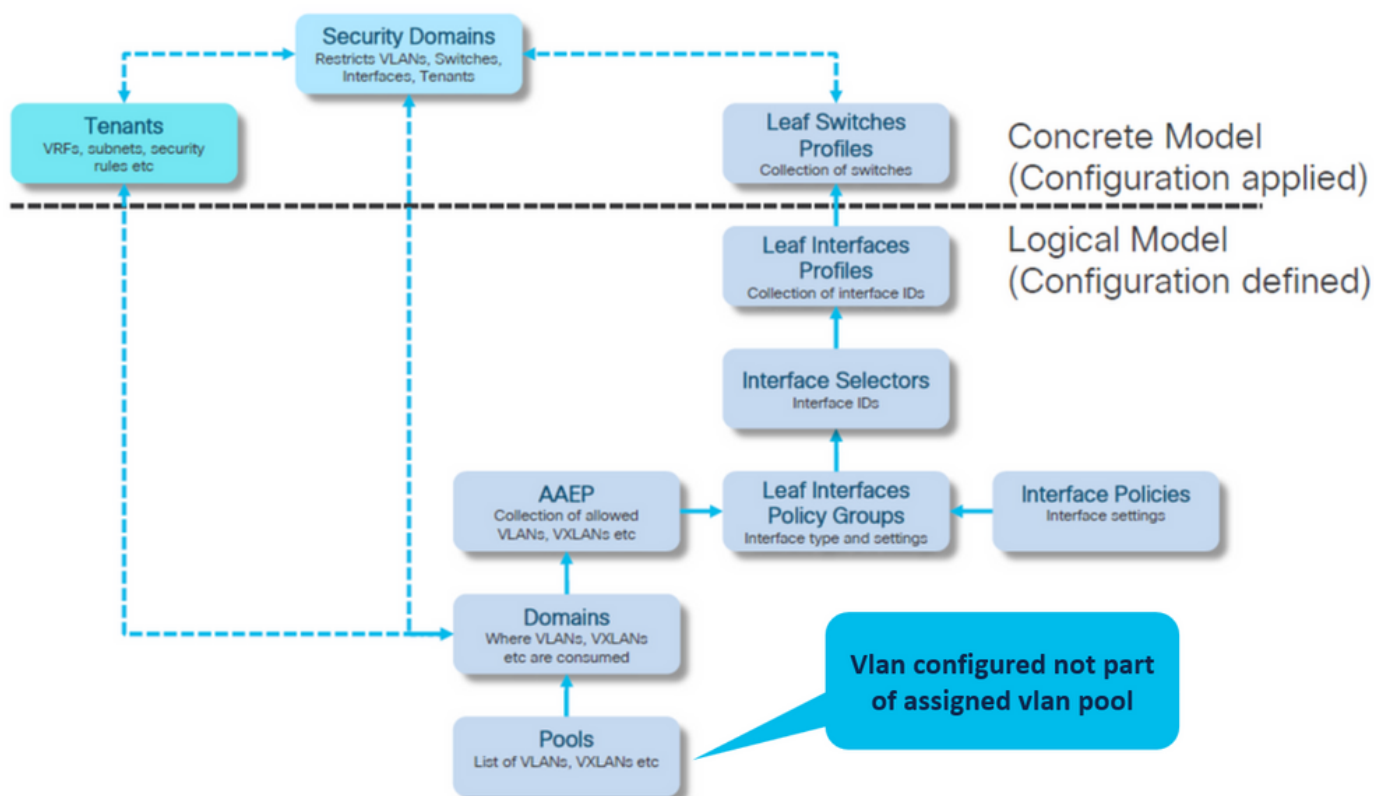 Security Domains
Restricts VLANs, Switches,
Interfaces, Tenants
Tenants
VRFs, subnets, security
rules etc
Leaf Switches
Profiles
Collection of switches
Concrete Model
(Configuration applied)
Leaf Interfaces
Profiles
Collection of interface IDs
Logical Model
(Configuration defined)
Interface Selectors
Interface IDs
AAEP
Collection of allowed
VLANs, VXLANs etc
Leaf Interfaces
Policy Groups
Interface type and settings
Interface Policies
Interface settings
Domains
Where VLANs, VXLANs
etc are consumed
Vlan configured not part
of assigned vlan pool
Pools
List of VLANs, VXLANs etc